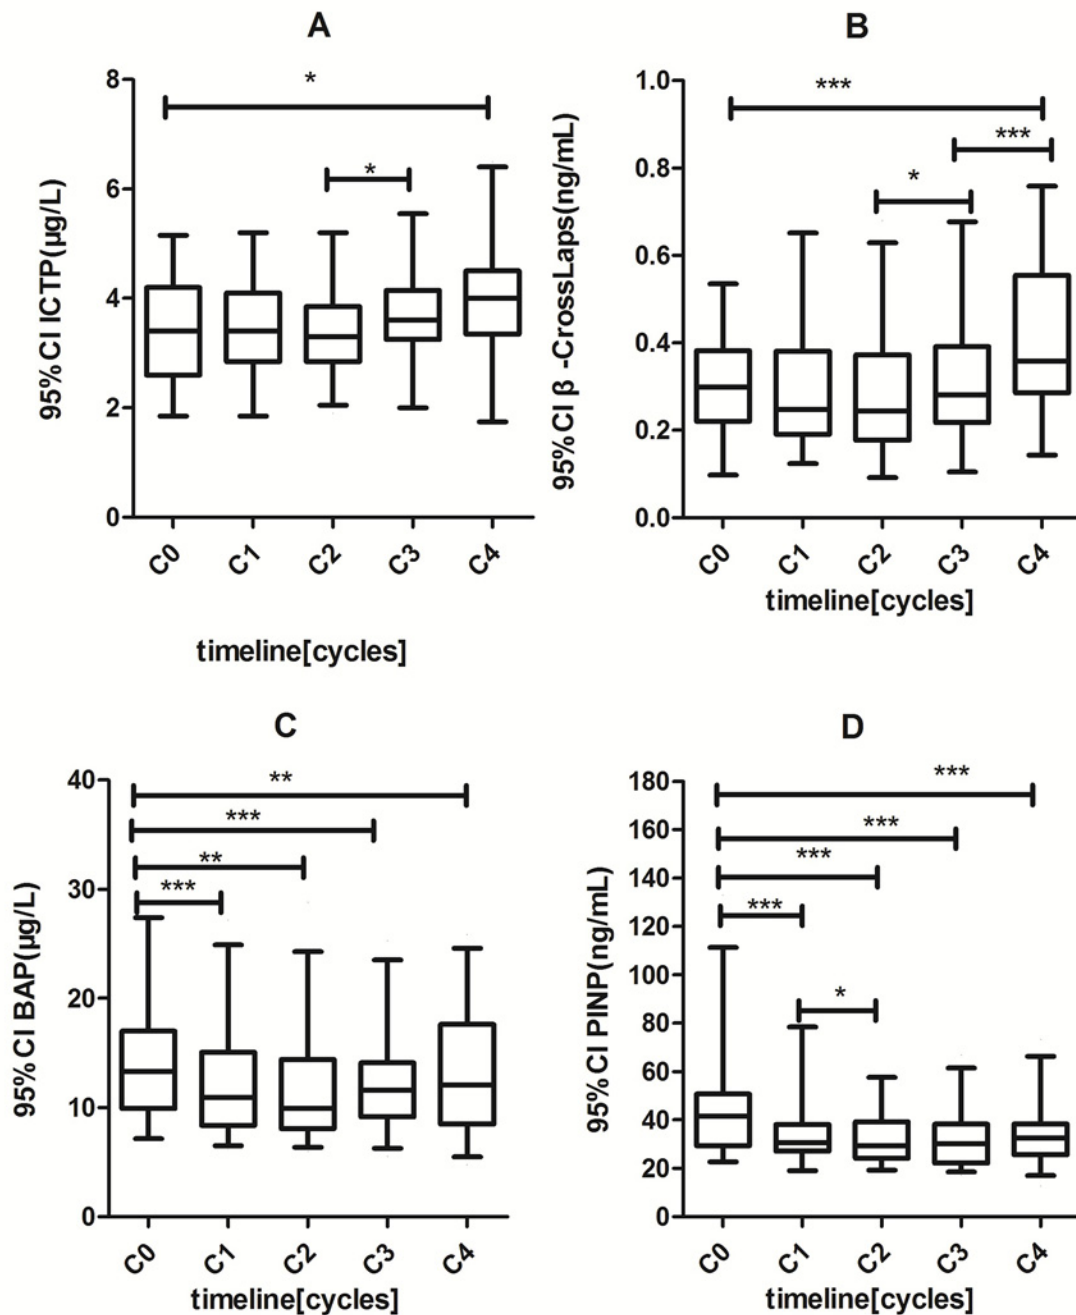 A
*
*
8
6
4
2
0
95% CI ICTP(µg/L)
C0 C1 C2 C3 C4
timeline[cycles]
B
***
***
*
1.0
0.8
0.6
0.4
0.2
0.0
95% CI β -CrossLaps(ng/mL)
C0 C1 C2 C3 C4
timeline[cycles]
C
**
***
**
***
40
30
20
10
0
95% CI BAP(µg/L)
C0 C1 C2 C3 C4
timeline[cycles]
D
***
***
***
***
*
180
160
140
120
100
80
60
40
20
0
95% CI PINP(ng/mL)
C0 C1 C2 C3 C4
timeline[cycles]